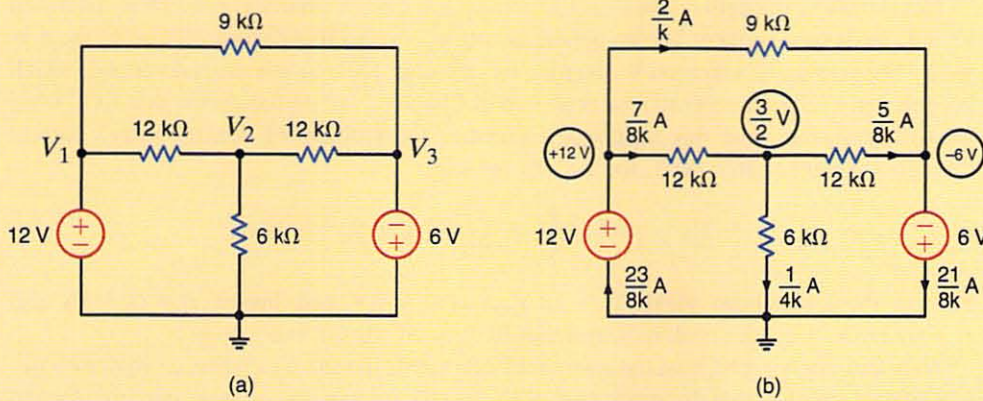 9 kΩ
12 kΩ
V₂
12 kΩ
V₁
V₃
12 V
+
−
6 kΩ
−
+
6 V
(a)
2/k A
9 kΩ
7/8k A
3/2 V
5/8k A
+12 V
−6 V
12 kΩ
12 kΩ
12 V
+
−
6 kΩ
−
+
6 V
23/8k A
1/4k A
21/8k A
(b)